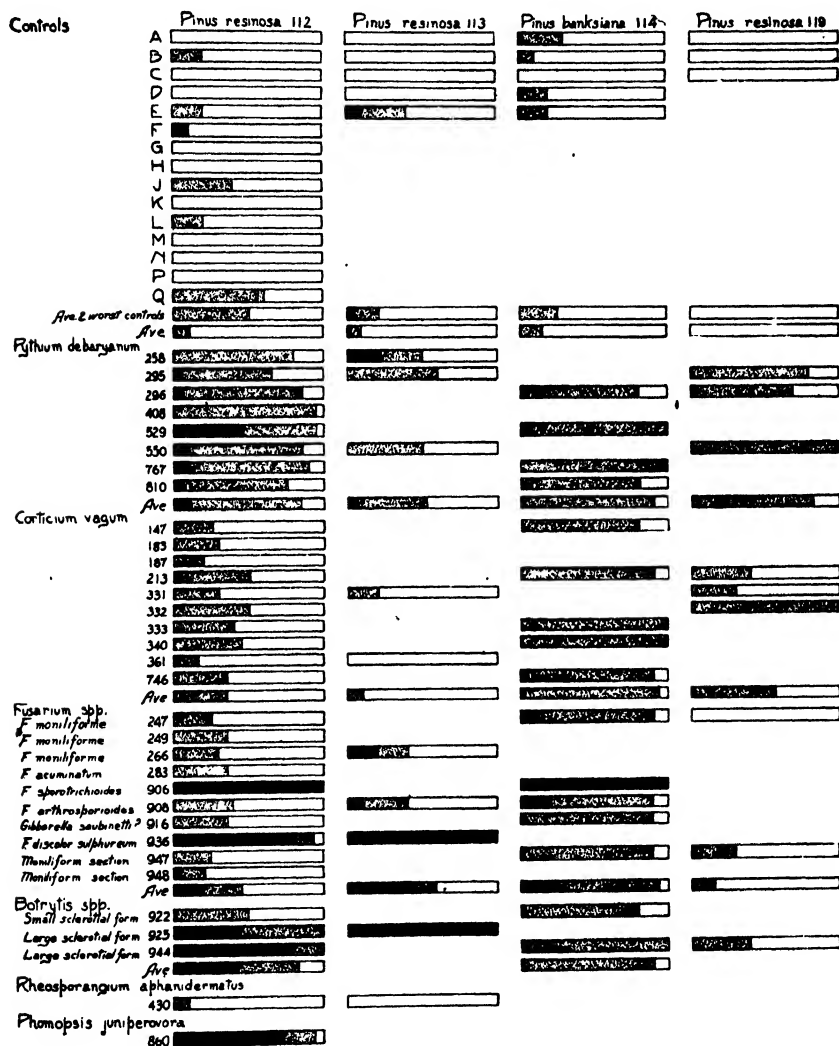 Controls
Pinus resinosa 112
Pinus resinosa 113
Pinus banksiana 114
Pinus resinosa 119
A
B
C
D
E
F
G
H
J
K
L
M
N
P
Q
Ave. 2 worst controls
Ave
Pythium debaryanum
258
295
296
408
529
550
767
810
Ave
Corticium vagum
147
183
187
213
331
332
333
340
361
746
Ave
Fusarium spp.
F moniliforme 247
F moniliforme 249
F moniliforme 266
F acuminatum 283
F sporotrichioides 906
F arthrosporioides 908
Gibberella saubinetii? 916
F discolor sulphureum 936
Moniliform section 947
Moniliform section 948
Ave
Botrytis spp.
Small sclerotial form 922
Large sclerotial form 925
Large sclerotial form 944
Ave
Rheosporangium aphanidermatus
430
Phomopsis juniperovora
860